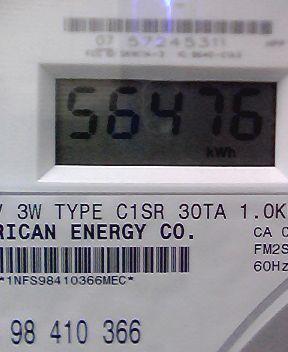 07 57245311
56476
kWh
V 3W TYPE C1SR 30TA 1.0K
RICAN ENERGY CO.
CA C
FM2S
60Hz
*1NFS98410366MEC*
98 410 366